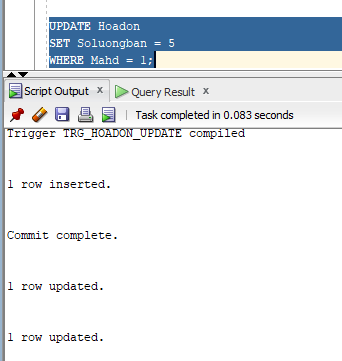 UPDATE Hoadon
SET Soluongban = 5
WHERE Mahd = 1;
Script Output x Query Result x
Task completed in 0.083 seconds
Trigger TRG_HOADON_UPDATE compiled
1 row inserted.
Commit complete.
1 row updated.
1 row updated.